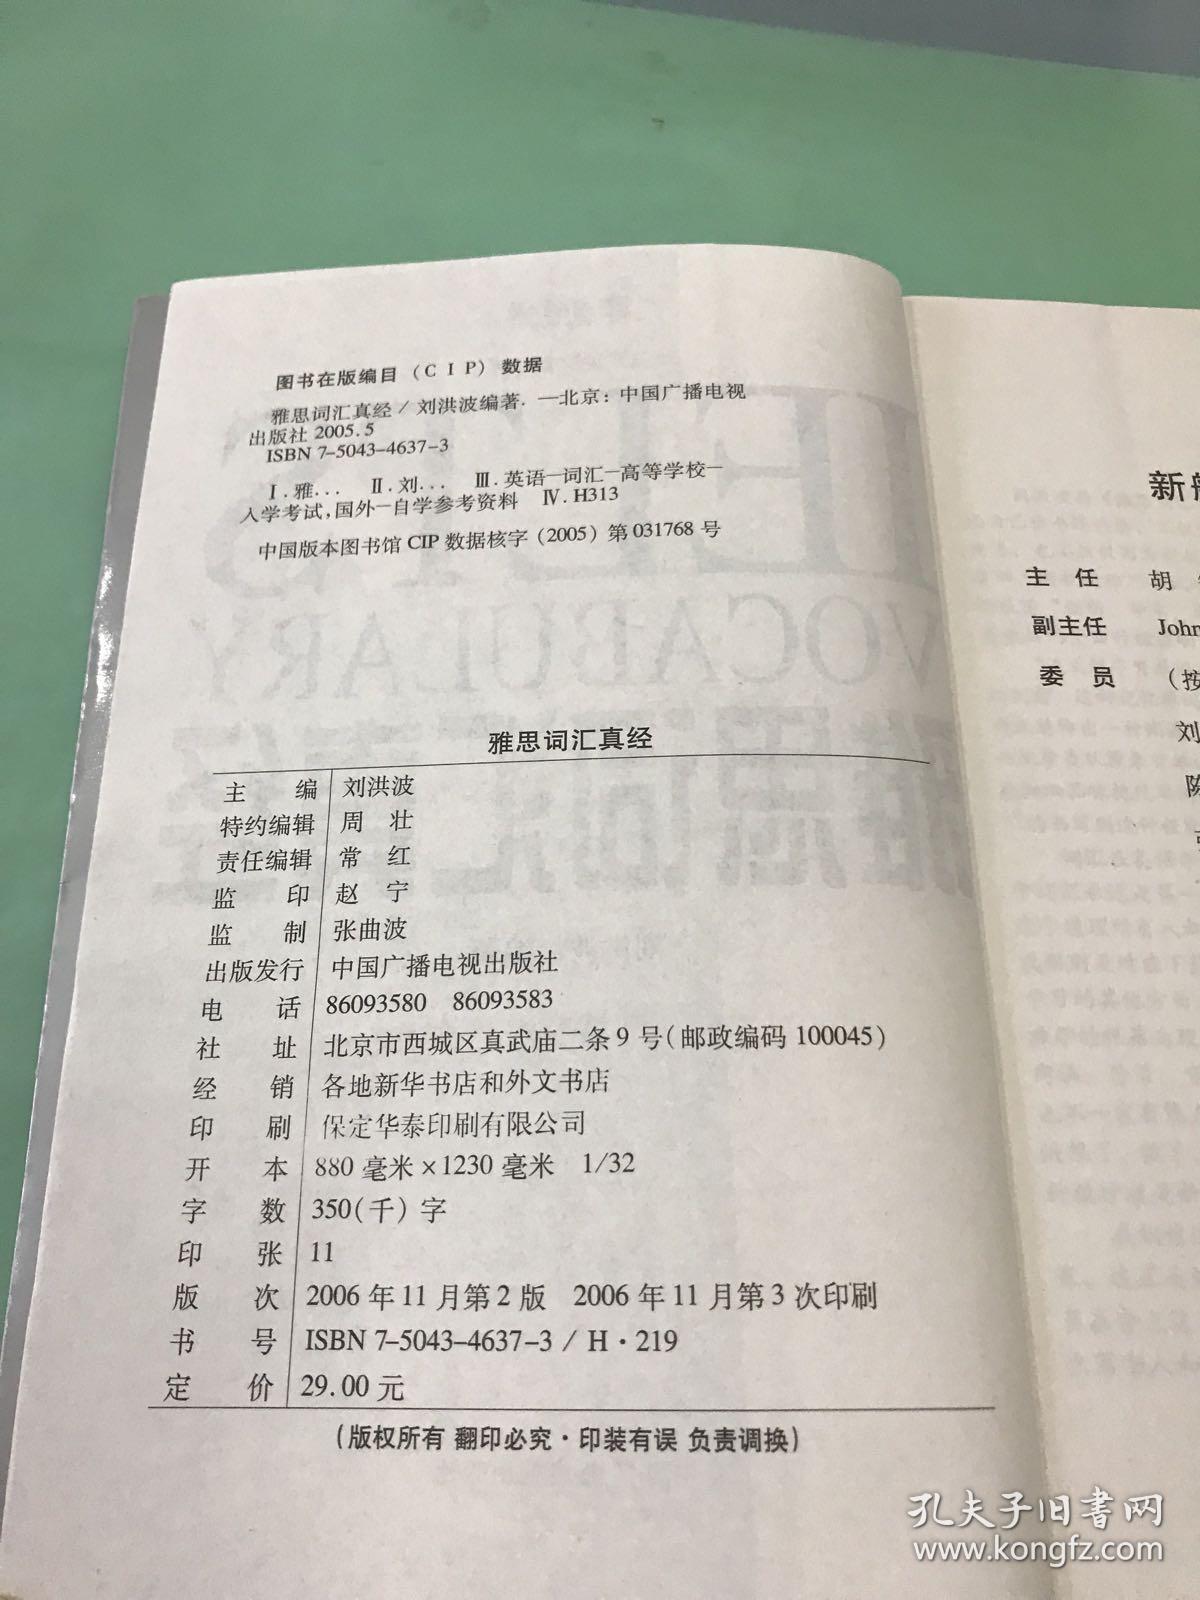 图书在版编目（CIP）数据
雅思词汇真经／刘洪波编著．—北京：中国广播电视
出版社 2005.5
ISBN 7-5043-4637-3
Ⅰ.雅... Ⅱ.刘... Ⅲ.英语—词汇—高等学校—
入学考试，国外—自学参考资料 Ⅳ.H313
中国版本图书馆 CIP 数据核字（2005）第 031768 号
雅思词汇真经
主 编 刘洪波
特约编辑 周 壮
责任编辑 常 红
监 印 赵 宁
监 制 张曲波
出版发行 中国广播电视出版社
电 话 86093580 86093583
社 址 北京市西城区真武庙二条 9 号（邮政编码 100045）
经 销 各地新华书店和外文书店
印 刷 保定华泰印刷有限公司
开 本 880 毫米×1230 毫米 1/32
字 数 350（千）字
印 张 11
版 次 2006 年 11 月第 2 版 2006 年 11 月第 3 次印刷
书 号 ISBN 7-5043-4637-3 / H·219
定 价 29.00 元
（版权所有 翻印必究·印装有误 负责调换）
新
主 任 胡
副主任 John
委 员 （按
刘
陈
孔夫子旧书网
www.kongfz.com